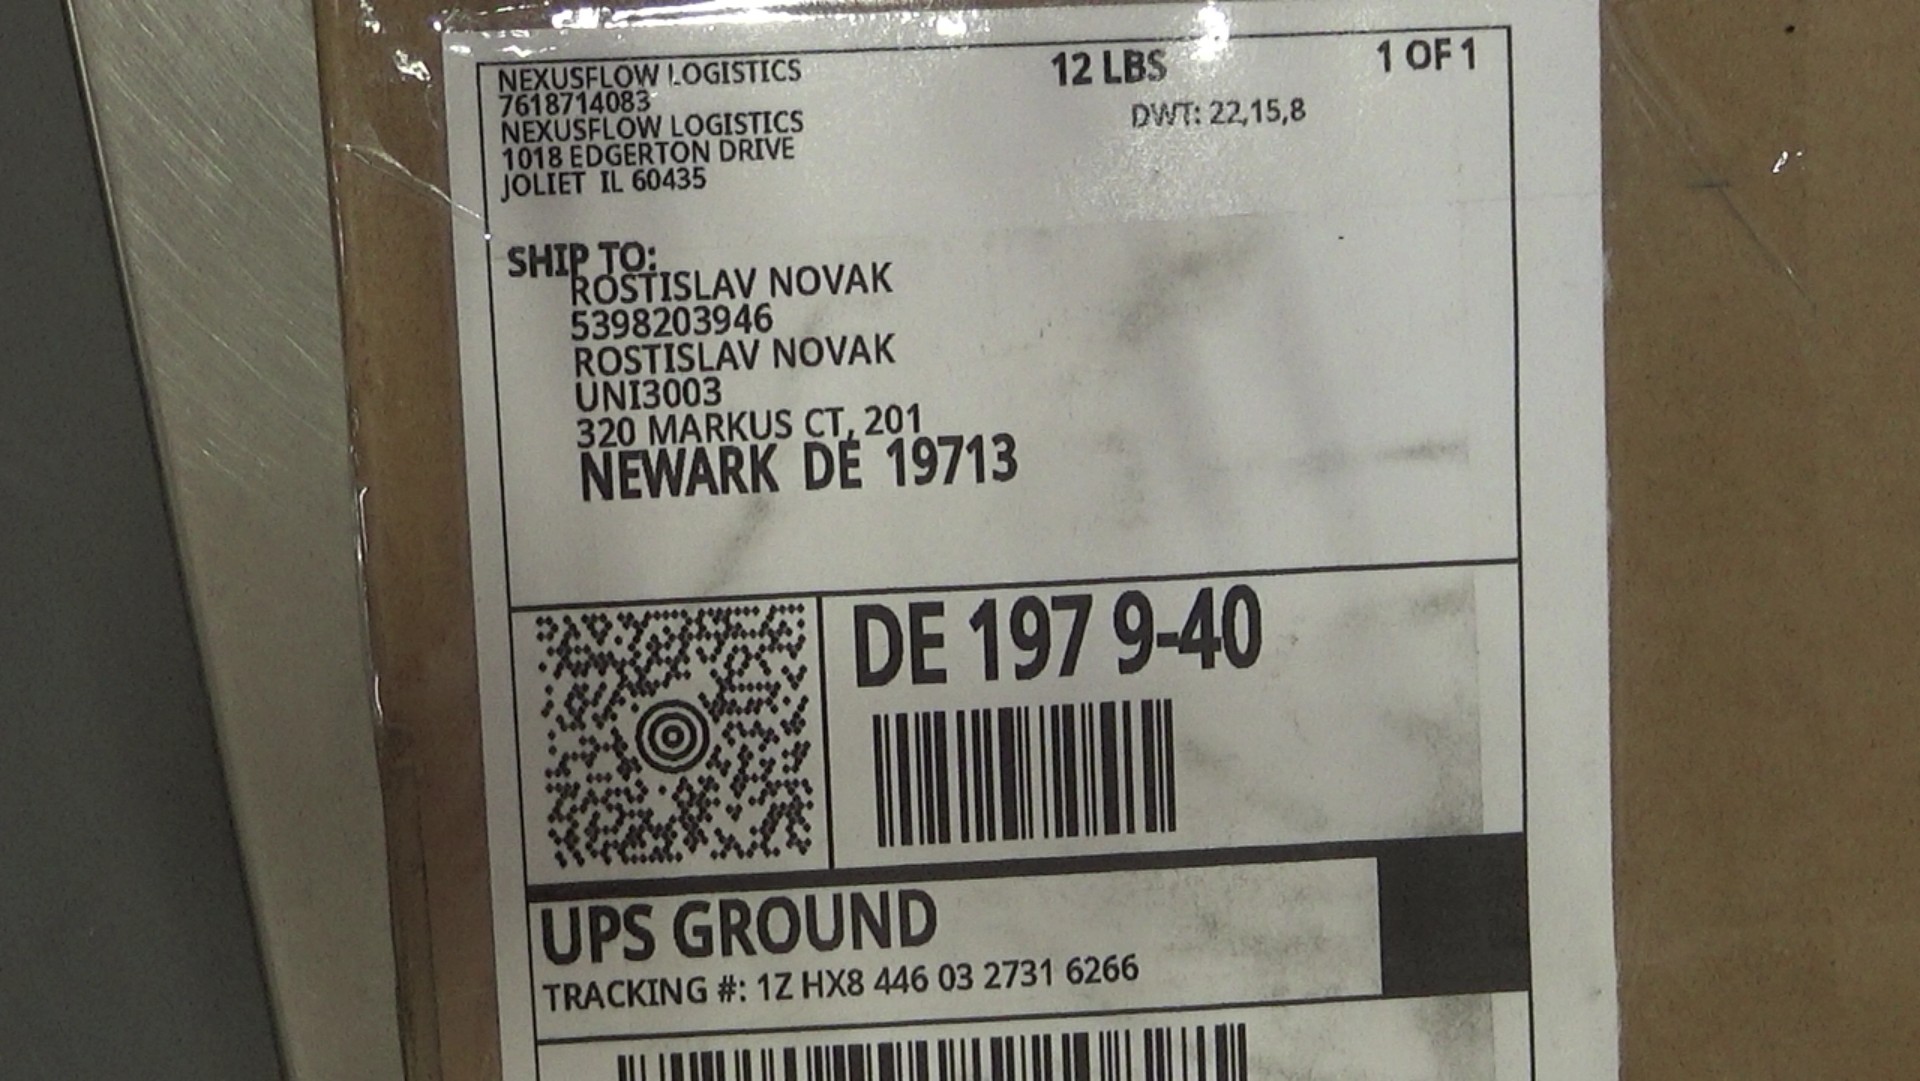 NEXUSFLOW LOGISTICS
7618714083
NEXUSFLOW LOGISTICS
1018 EDGERTON DRIVE
JOLIET IL 60435
12 LBS
1 OF 1
DWT: 22,15,8
SHIP TO:
ROSTISLAV NOVAK
5398203946
ROSTISLAV NOVAK
UNI3003
320 MARKUS CT, 201
NEWARK DE 19713
DE 197 9-40
UPS GROUND
TRACKING #: 1Z HX8 446 03 2731 6266